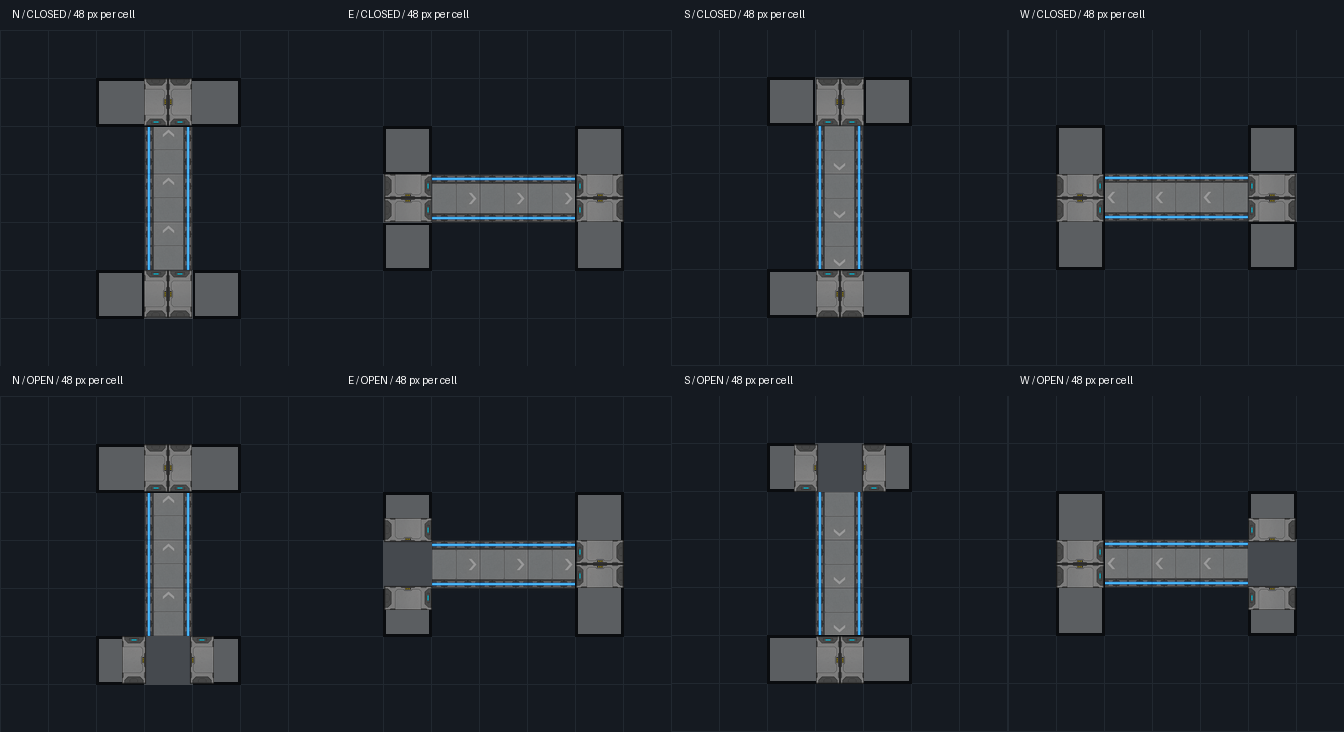 N / CLOSED / 48 px per cell
E / CLOSED / 48 px per cell
S / CLOSED / 48 px per cell
W / CLOSED / 48 px per cell
N / OPEN / 48 px per cell
E / OPEN / 48 px per cell
S / OPEN / 48 px per cell
W / OPEN / 48 px per cell